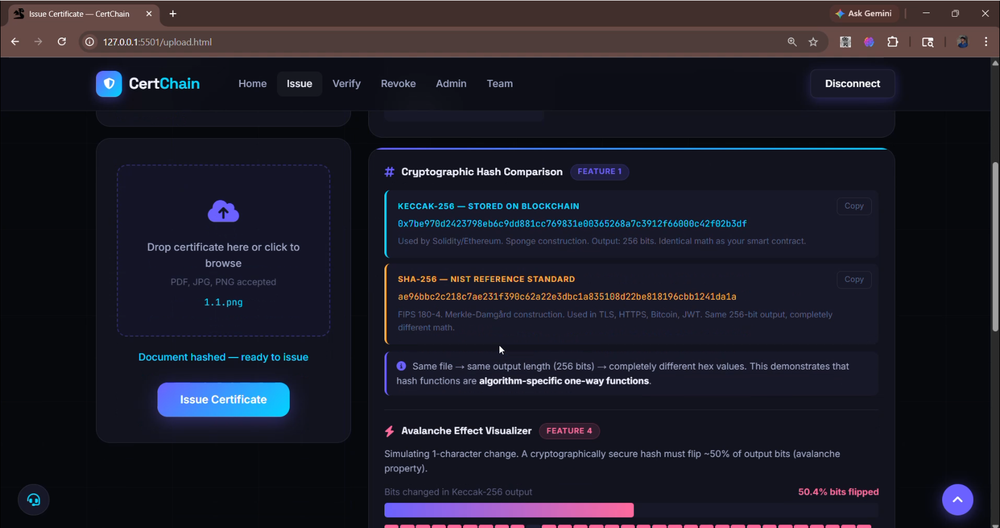 Issue Certificate — CertChain
Ask Gemini
127.0.0.1:5501/upload.html
CertChain
Home
Issue
Verify
Revoke
Admin
Team
Disconnect
Drop certificate here or click to
browse
PDF, JPG, PNG accepted
1.1.png
Document hashed — ready to issue
Issue Certificate
# Cryptographic Hash Comparison
FEATURE 1
KECCAK-256 — STORED ON BLOCKCHAIN
Copy
0x7be970d2423798eb6c9dd881cc769831e00365268a7c3912f66000c42f02b3df
Used by Solidity/Ethereum. Sponge construction. Output: 256 bits. Identical math as your smart contract.
SHA-256 — NIST REFERENCE STANDARD
Copy
ae96bbc2c218c7ae231f390c62a22e3dbc1a835108d22be818196cbb1241da1a
FIPS 180-4. Merkle-Damgård construction. Used in TLS, HTTPS, Bitcoin, JWT. Same 256-bit output, completely
different math.
Same file → same output length (256 bits) → completely different hex values. This demonstrates that
hash functions are algorithm-specific one-way functions.
Avalanche Effect Visualizer
FEATURE 4
Simulating 1-character change. A cryptographically secure hash must flip ~50% of output bits (avalanche
property).
Bits changed in Keccak-256 output
50.4% bits flipped